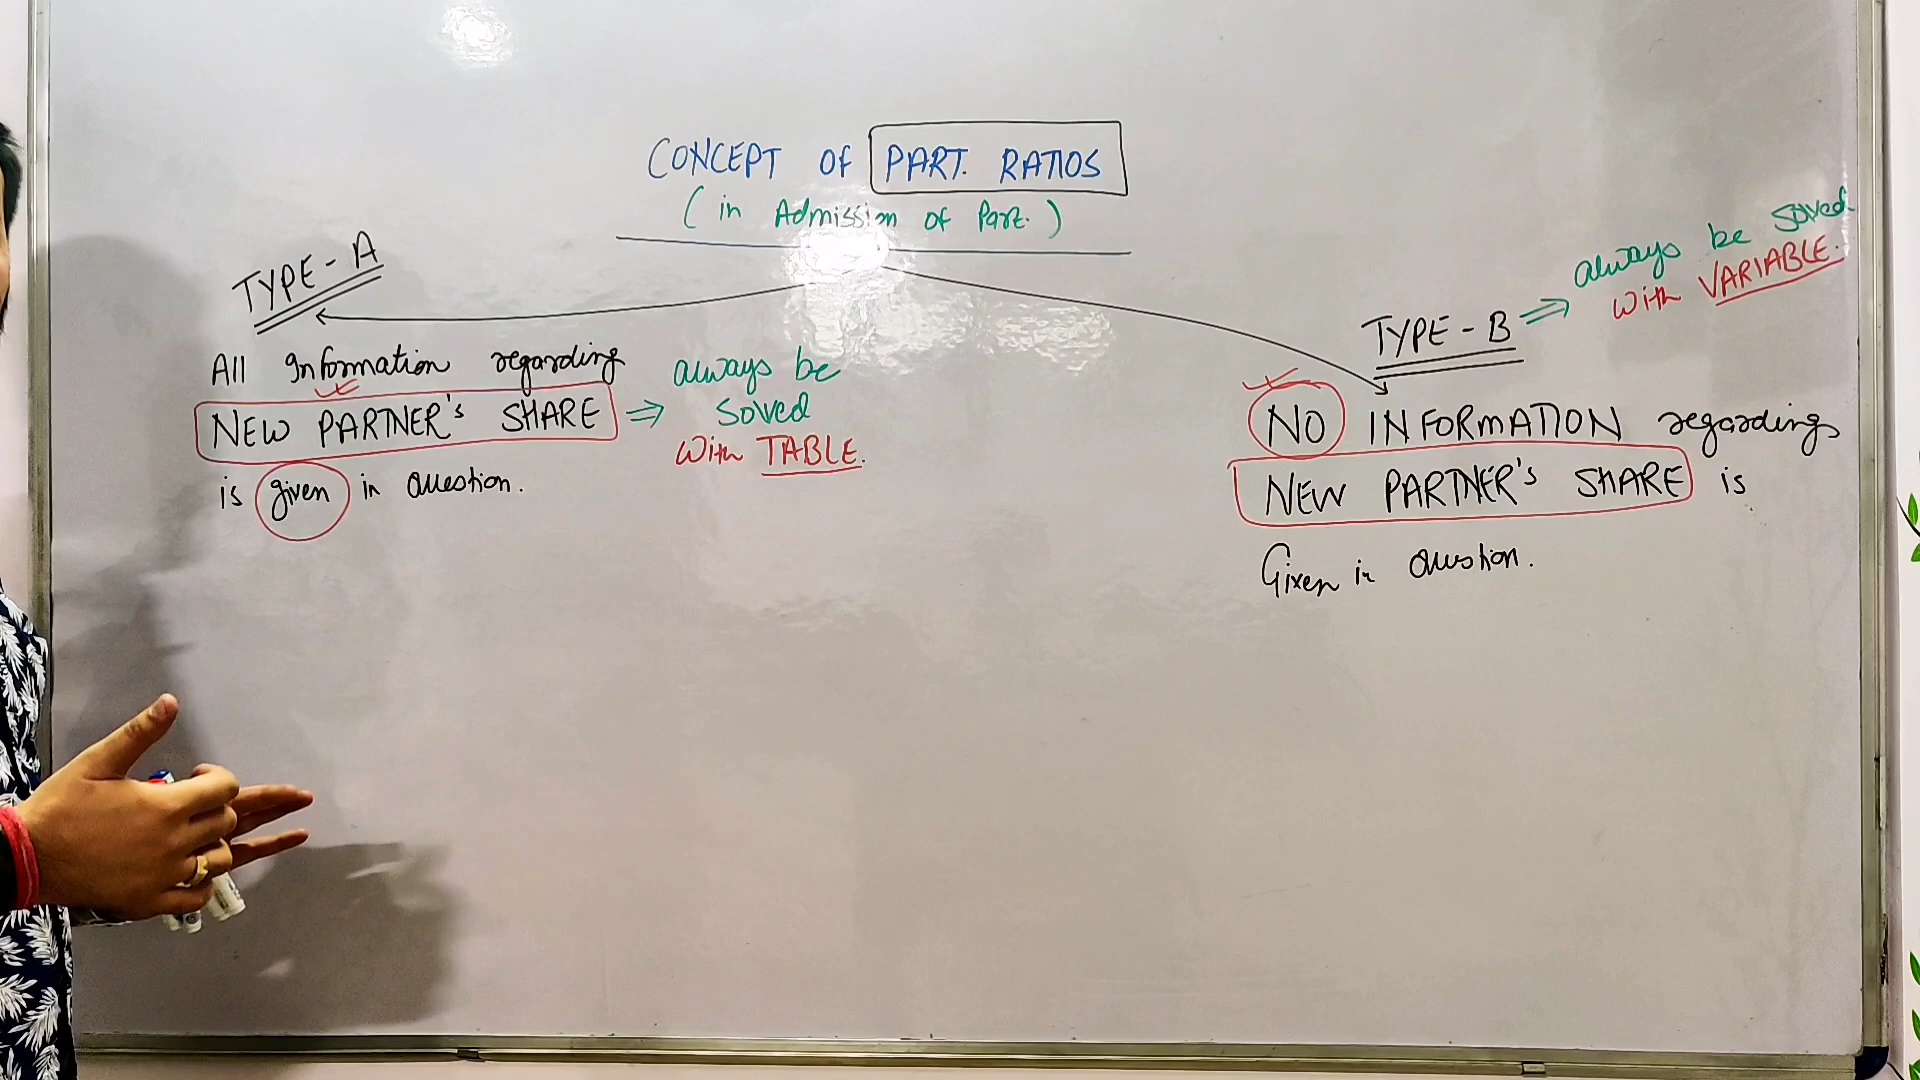 CONCEPT OF PART. RATIOS
(in Admission of Part.)
TYPE - A
All Information regarding
NEW PARTNER's SHARE ⇒ always be
solved
with TABLE.
is given in question.
TYPE - B ⇒ always be solved
with VARIABLE.
NO INFORMATION regarding
NEW PARTNER's SHARE is
Given in question.